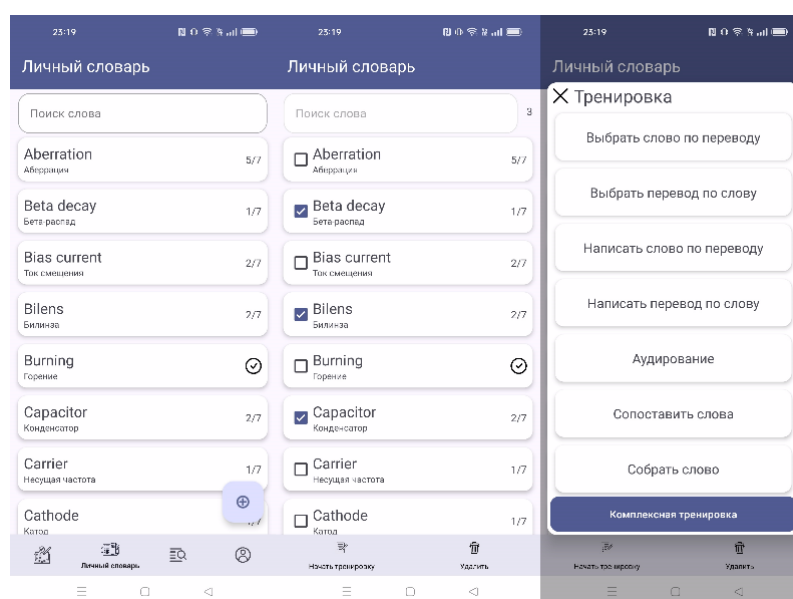 23:19
Личный словарь
Поиск слова
Aberration
Аберрация
5/7
Beta decay
Бета-распад
1/7
Bias current
Ток смещения
2/7
Bilens
Билинза
2/7
Burning
Горение
Capacitor
Конденсатор
2/7
Carrier
Несущая частота
1/7
Cathode
Катод
Личный словарь
23:19
Личный словарь
Поиск слова
3
Aberration
Аберрация
5/7
Beta decay
Бета-распад
1/7
Bias current
Ток смещения
2/7
Bilens
Билинза
2/7
Burning
Горение
Capacitor
Конденсатор
2/7
Carrier
Несущая частота
1/7
Cathode
Катод
1/7
Начать тренировку
Удалить
23:19
Личный словарь
Тренировка
Выбрать слово по переводу
Выбрать перевод по слову
Написать слово по переводу
Написать перевод по слову
Аудирование
Сопоставить слова
Собрать слово
Комплексная тренировка
Начать тренировку
Удалить